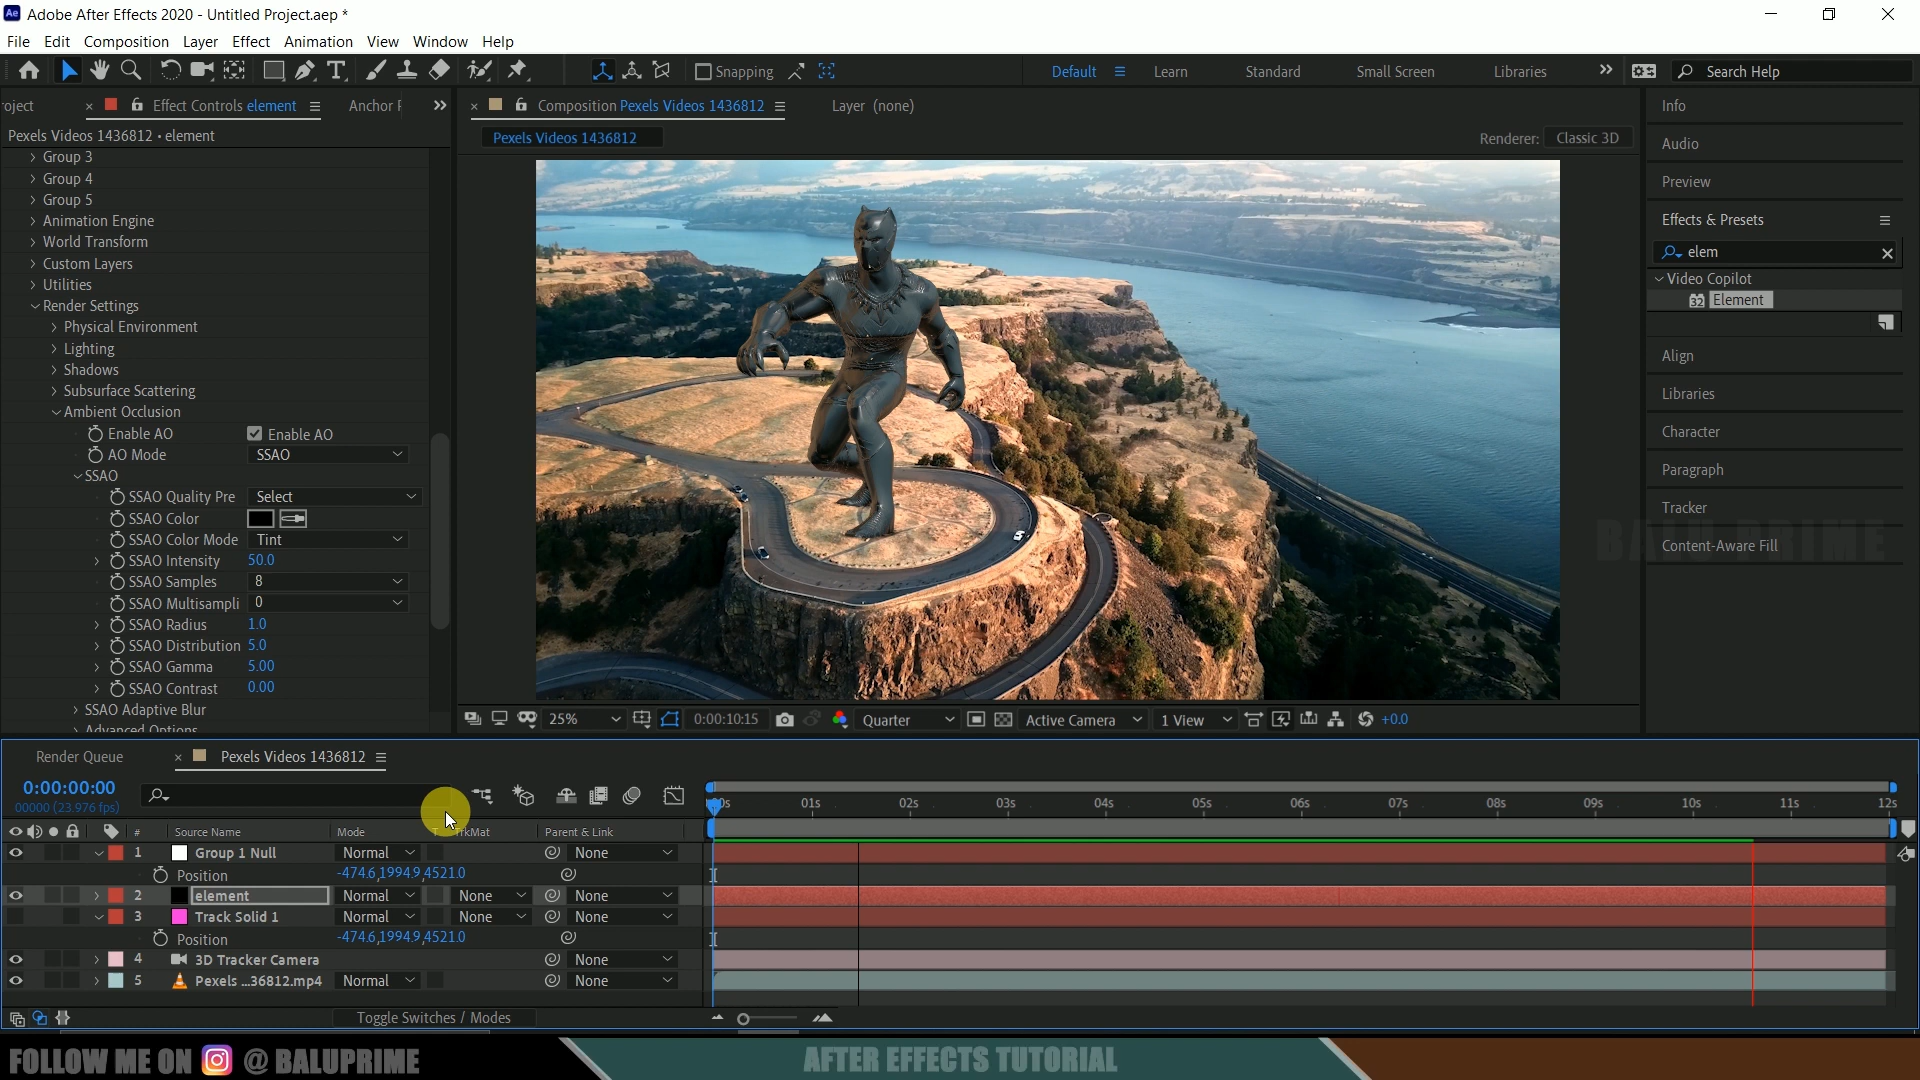 Ae Adobe After Effects 2020 - Untitled Project.aep *
File Edit Composition Layer Effect Animation View Window Help
Snapping Default Learn Standard Small Screen Libraries Search Help
roject Effect Controls element Anchor
Composition Pexels Videos 1436812 Layer (none)
Info
Pexels Videos 1436812 • element
Pexels Videos 1436812
Renderer: Classic 3D
Audio
Preview
Effects & Presets
elem
Video Copilot
32 Element
Align
Libraries
Character
Paragraph
Tracker
Content-Aware Fill
BALU PRIME
Group 3
Group 4
Group 5
Animation Engine
World Transform
Custom Layers
Utilities
Render Settings
Physical Environment
Lighting
Shadows
Subsurface Scattering
Ambient Occlusion
Enable AO Enable AO
AO Mode SSAO
SSAO
SSAO Quality Pre Select
SSAO Color
SSAO Color Mode Tint
SSAO Intensity 50.0
SSAO Samples 8
SSAO Multisampli 0
SSAO Radius 1.0
SSAO Distribution 5.0
SSAO Gamma 5.00
SSAO Contrast 0.00
SSAO Adaptive Blur
Advanced Options
25% 0:00:10:15 Quarter Active Camera 1 View +0.0
Render Queue Pexels Videos 1436812
0:00:00:00
00000 (23.976 fps)
00s 01s 02s 03s 04s 05s 06s 07s 08s 09s 10s 11s 12s
# Source Name Mode T TrkMat Parent & Link
1 Group 1 Null Normal None
Position -474.6,1994.9,4521.0
2 element Normal None None
3 Track Solid 1 Normal None None
Position -474.6,1994.9,4521.0
4 3D Tracker Camera None
5 Pexels ...36812.mp4 Normal None
Toggle Switches / Modes
FOLLOW ME ON @ BALUPRIME
AFTER EFFECTS TUTORIAL